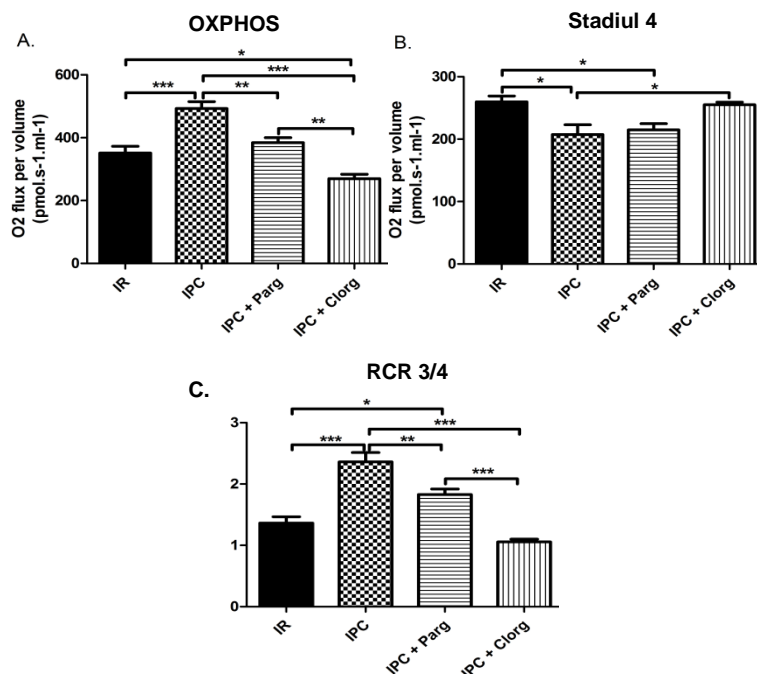 OXPHOS
A.
O2 flux per volume
(pmol.s-1.ml-1)
600
400
200
0
*
***
***
**
**
IR
IPC
IPC + Parg
IPC + Clorg
Stadiul 4
B.
O2 flux per volume
(pmol.s-1.ml-1)
300
200
100
0
*
*
*
IR
IPC
IPC + Parg
IPC + Clorg
RCR 3/4
C.
3
2
1
0
*
***
***
**
***
IR
IPC
IPC + Parg
IPC + Clorg